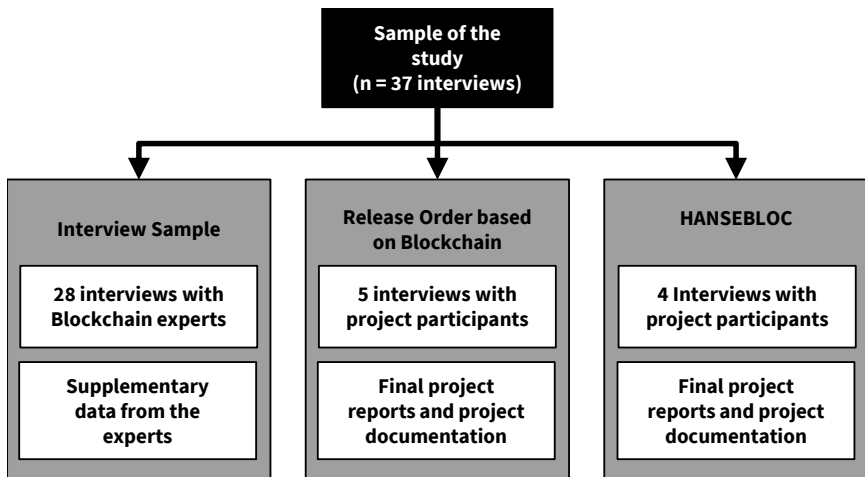 Sample of the
study
(n = 37 interviews)
Interview Sample
28 interviews with
Blockchain experts
Supplementary
data from the
experts
Release Order based
on Blockchain
5 interviews with
project participants
Final project
reports and project
documentation
HANSEBLOC
4 Interviews with
project participants
Final project
reports and project
documentation